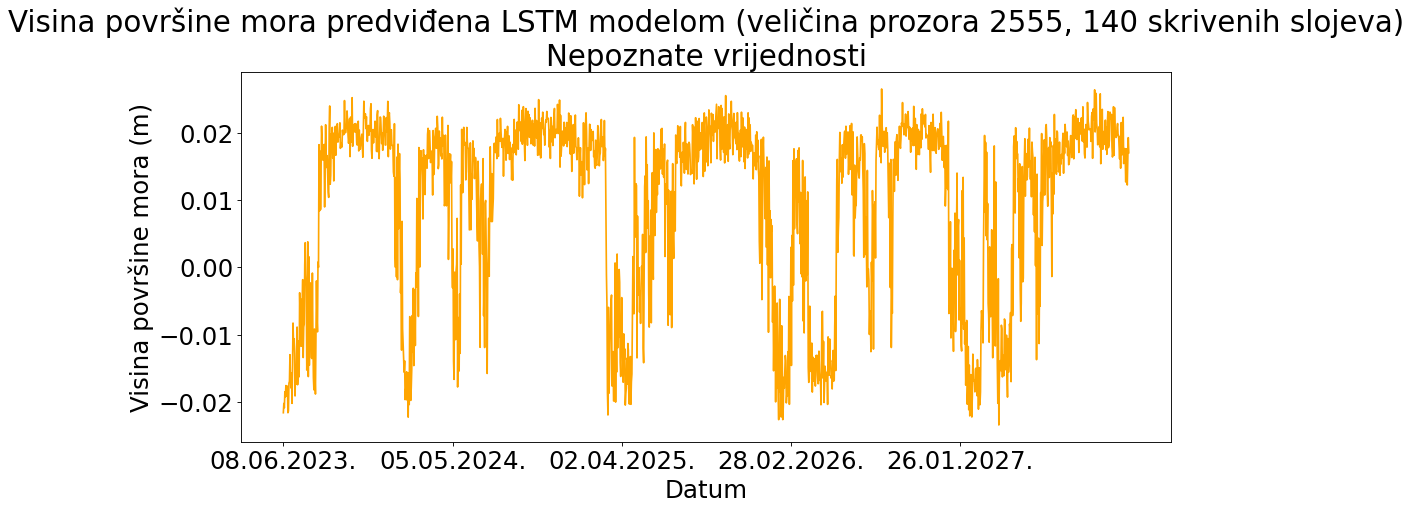 Visina površine mora predviđena LSTM modelom (veličina prozora 2555, 140 skrivenih slojeva)
Nepoznate vrijednosti
Visina površine mora (m)
0.02
0.01
0.00
−0.01
−0.02
08.06.2023. 05.05.2024. 02.04.2025. 28.02.2026. 26.01.2027.
Datum